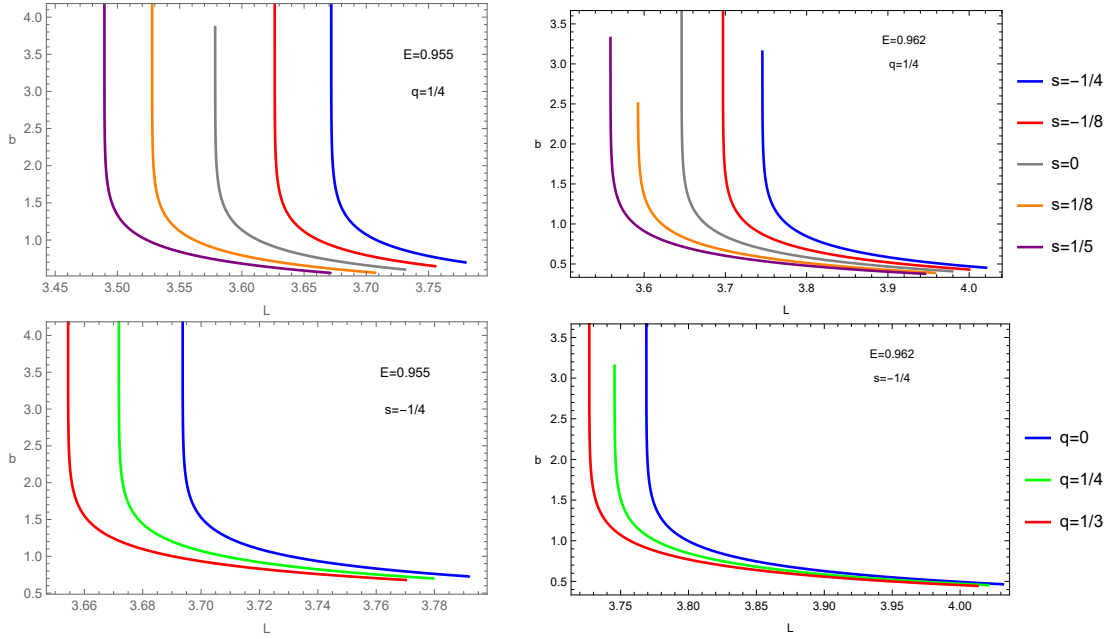 4.0
3.5
3.0
2.5
2.0
1.5
1.0
b
E=0.955
q=1/4
3.45
3.50
3.55
3.60
3.65
3.70
3.75
L
3.5
3.0
2.5
2.0
1.5
1.0
0.5
b
E=0.962
q=1/4
3.6
3.7
3.8
3.9
4.0
L
s=-1/4
s=-1/8
s=0
s=1/8
s=1/5
4.0
3.5
3.0
2.5
2.0
1.5
1.0
0.5
b
E=0.955
s=-1/4
3.66
3.68
3.70
3.72
3.74
3.76
3.78
L
3.5
3.0
2.5
2.0
1.5
1.0
0.5
b
E=0.962
s=-1/4
3.75
3.80
3.85
3.90
3.95
4.00
L
q=0
q=1/4
q=1/3